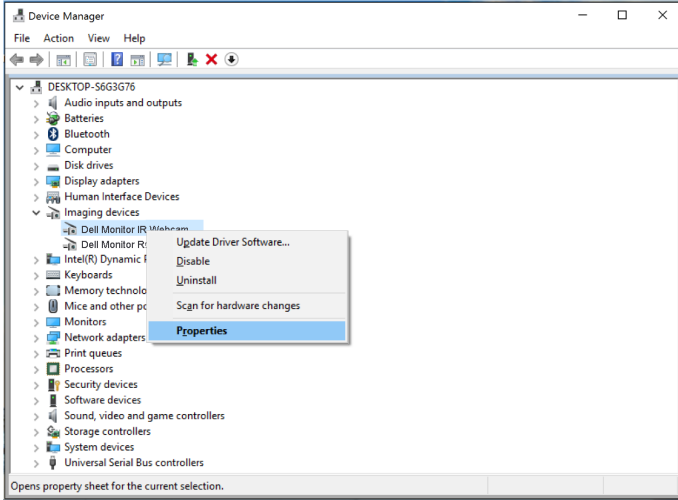 Device Manager
File Action View Help
DESKTOP-S6G3G76
Audio inputs and outputs
Batteries
Bluetooth
Computer
Disk drives
Display adapters
Human Interface Devices
Imaging devices
Dell Monitor IR Webcam
Dell Monitor
Intel(R) Dynamic
Keyboards
Memory
Mice and other
Monitors
Network adapters
Print queues
Processors
Security devices
Software devices
Sound, video and game controllers
Storage controllers
System devices
Universal Serial Bus controllers
Update Driver Software...
Disable
Uninstall
Scan for hardware changes
Properties
Opens property sheet for the current selection.